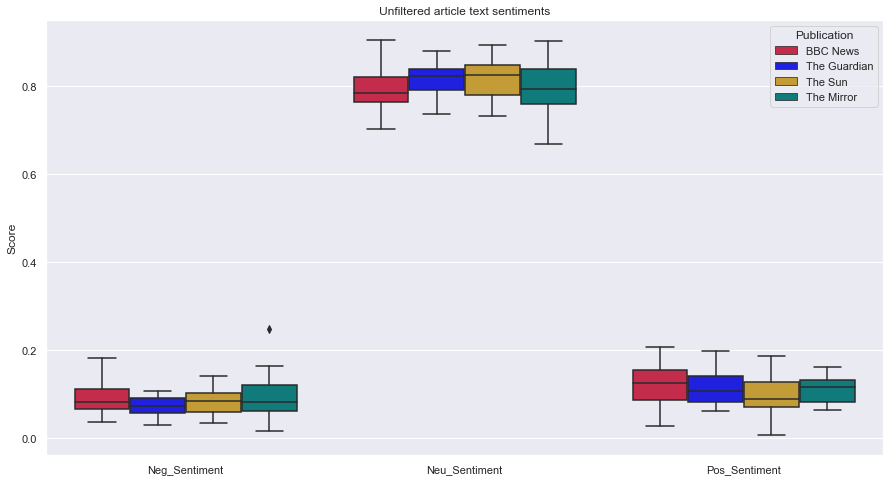 Unfiltered article text sentiments
Publication
BBC News
The Guardian
The Sun
The Mirror
Score
0.8
0.6
0.4
0.2
0.0
Neg_Sentiment
Neu_Sentiment
Pos_Sentiment